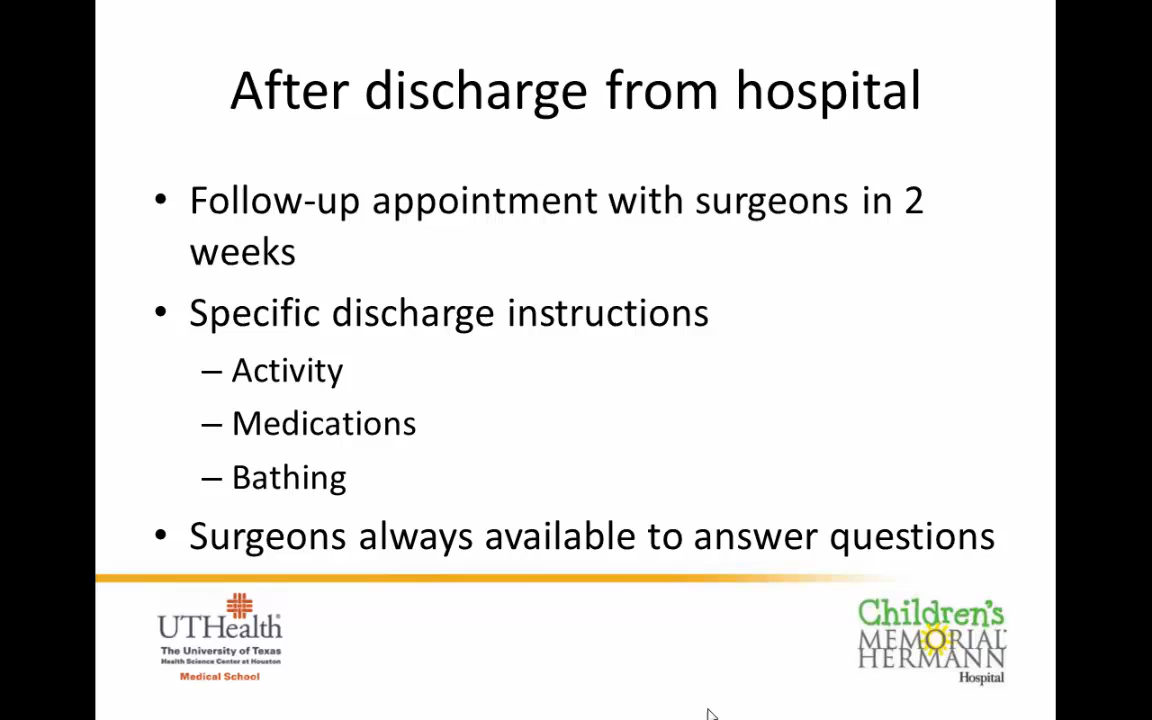 After discharge from hospital
• Follow-up appointment with surgeons in 2
weeks
• Specific discharge instructions
– Activity
– Medications
– Bathing
• Surgeons always available to answer questions
UTHealth
The University of Texas
Health Science Center at Houston
Medical School
Children's
MEMORIAL
HERMANN
Hospital